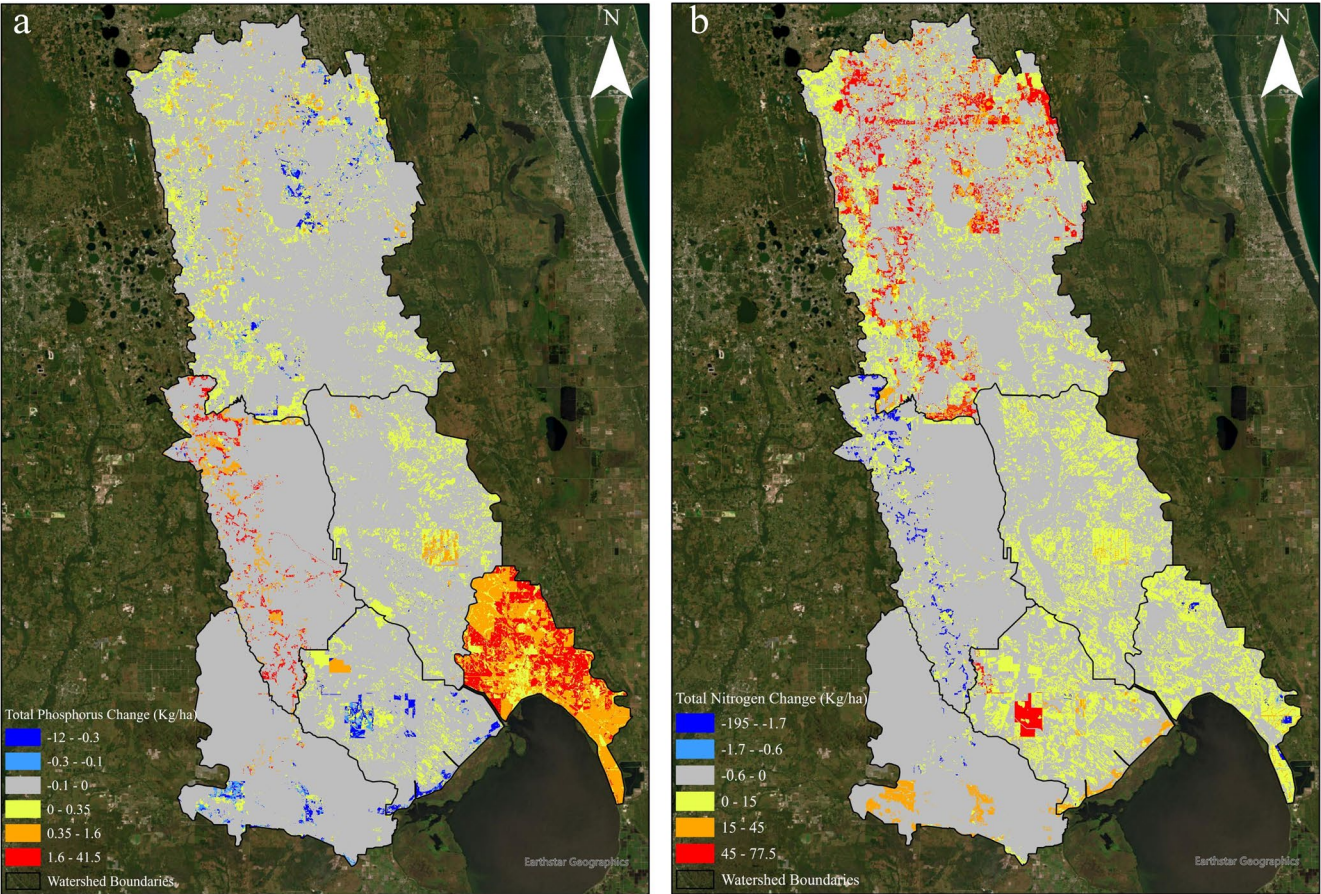 a
N
Total Phosphorus Change (Kg/ha)
-12 - -0.3
-0.3 - -0.1
-0.1 - 0
0 - 0.35
0.35 - 1.6
1.6 - 41.5
Watershed Boundaries
Earthstar Geographics
b
N
Total Nitrogen Change (Kg/ha)
-195 - -1.7
-1.7 - -0.6
-0.6 - 0
0 - 15
15 - 45
45 - 77.5
Watershed Boundaries
Earthstar Geographics